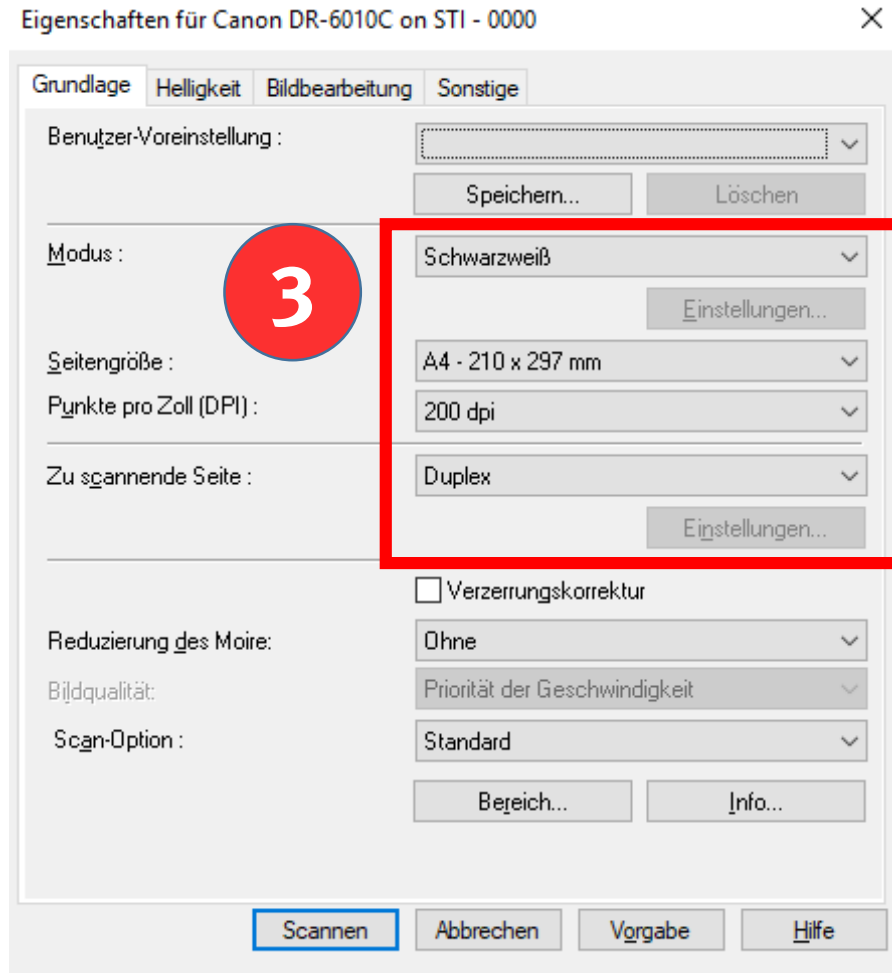 Eigenschaften für Canon DR-6010C on STI - 0000
Grundlage Helligkeit Bildbearbeitung Sonstige
Benutzer-Voreinstellung :
Speichern... Löschen
3
Modus : Schwarzweiß
Einstellungen...
Seitengröße : A4 - 210 x 297 mm
Punkte pro Zoll (DPI) : 200 dpi
Zu scannende Seite : Duplex
Einstellungen...
Verzerrungskorrektur
Reduzierung des Moire: Ohne
Bildqualität: Priorität der Geschwindigkeit
Scan-Option : Standard
Bereich... Info...
Scannen Abbrechen Vorgabe Hilfe